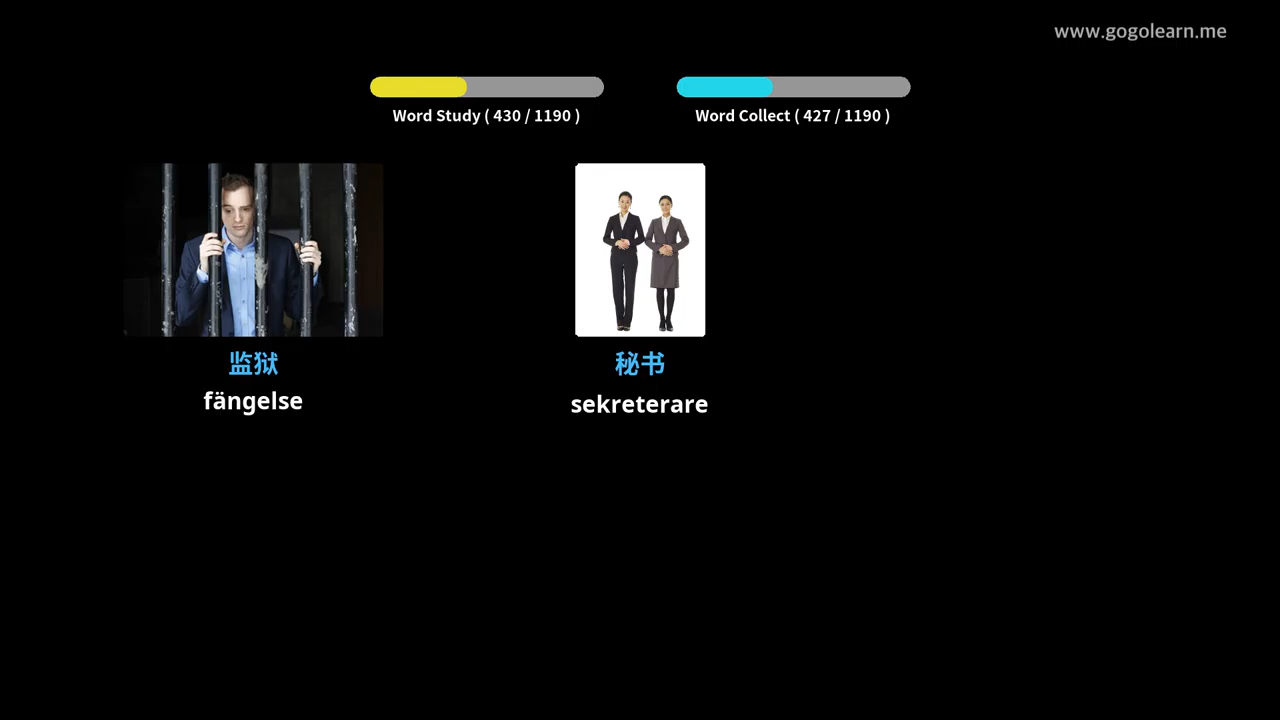 www.gogolearn.me
Word Study ( 430 / 1190 )
Word Collect ( 427 / 1190 )
监狱
fängelse
秘书
sekreterare